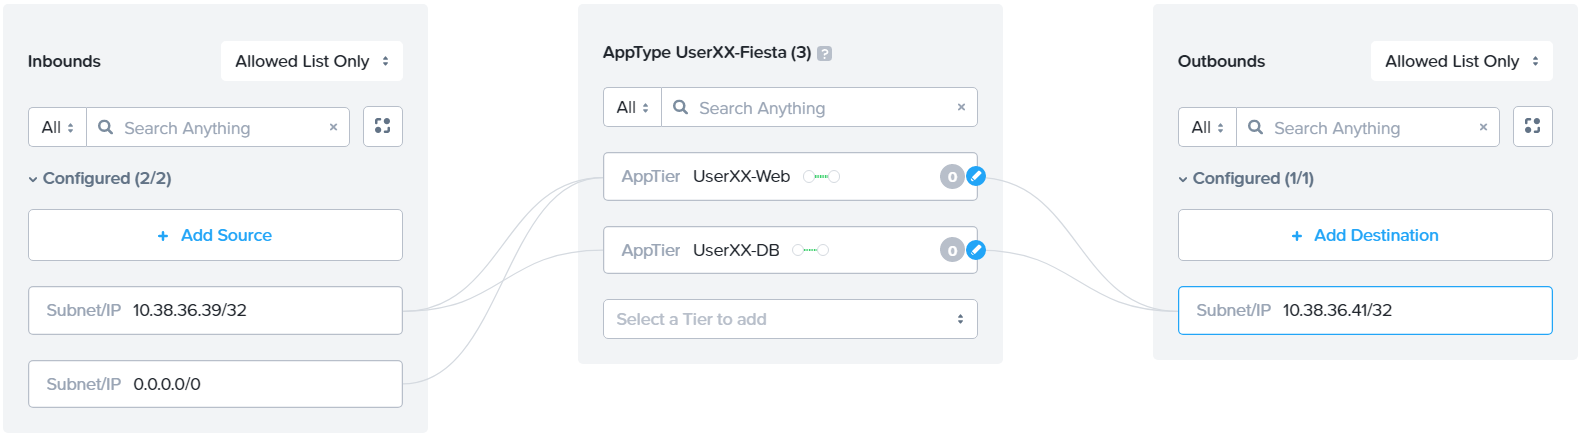 Inbounds
Allowed List Only
All
Search Anything
×
Configured (2/2)
+ Add Source
Subnet/IP 10.38.36.39/32
Subnet/IP 0.0.0.0/0
AppType UserXX-Fiesta (3) ?
All
Search Anything
×
AppTier UserXX-Web 0
AppTier UserXX-DB 0
Select a Tier to add
Outbounds
Allowed List Only
All
Search Anything
×
Configured (1/1)
+ Add Destination
Subnet/IP 10.38.36.41/32